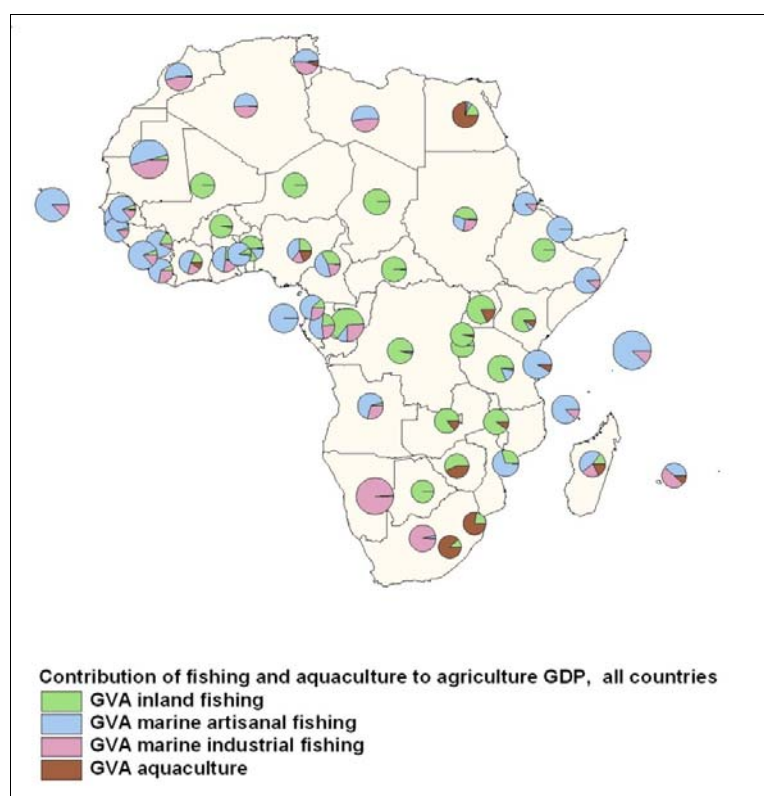 Contribution of fishing and aquaculture to agriculture GDP, all countries
GVA inland fishing
GVA marine artisanal fishing
GVA marine industrial fishing
GVA aquaculture